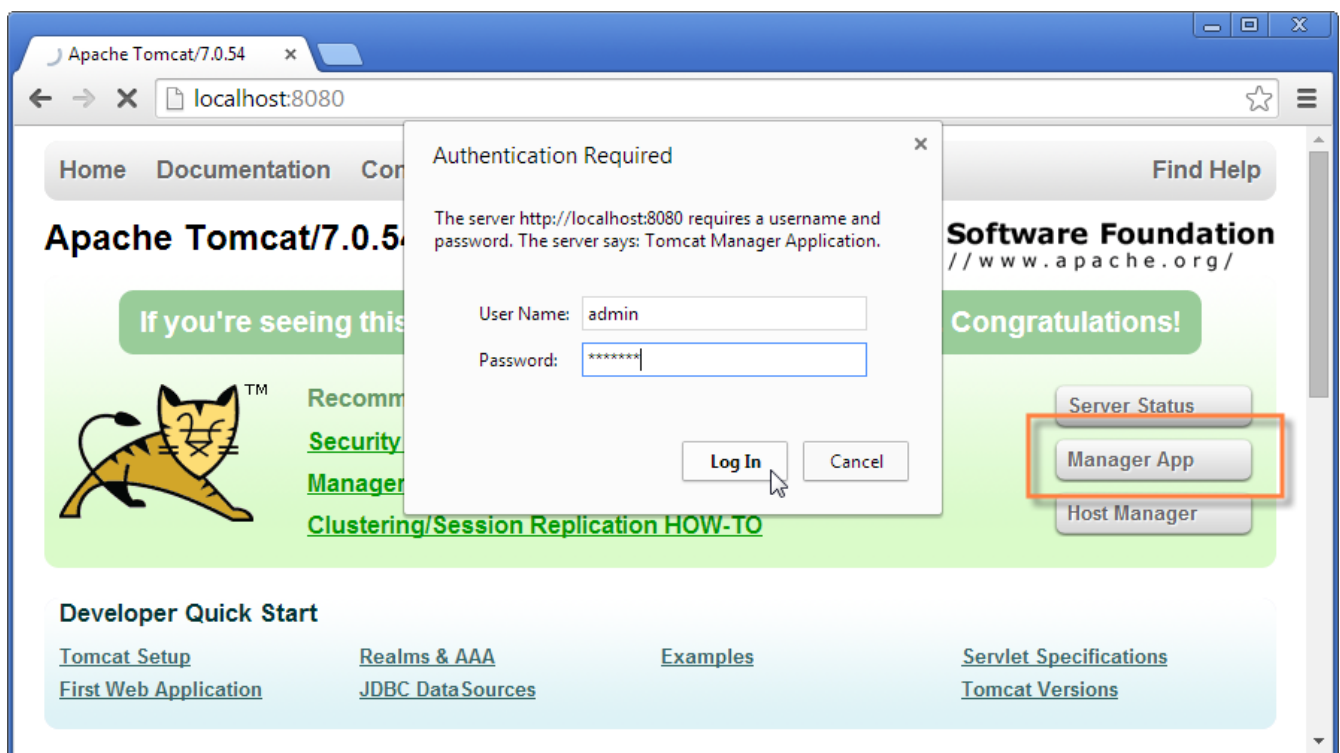 Apache Tomcat/7.0.54
localhost:8080
Home Documentation Con Find Help
Authentication Required
The server http://localhost:8080 requires a username and
password. The server says: Tomcat Manager Application.
Apache Tomcat/7.0.54
Software Foundation
//www.apache.org/
User Name: admin
Password: *******
Log In Cancel
If you're seeing this Congratulations!
TM
Recomm
Security
Manager
Clustering/Session Replication HOW-TO
Server Status
Manager App
Host Manager
Developer Quick Start
Tomcat Setup Realms & AAA Examples Servlet Specifications
First Web Application JDBC DataSources Tomcat Versions